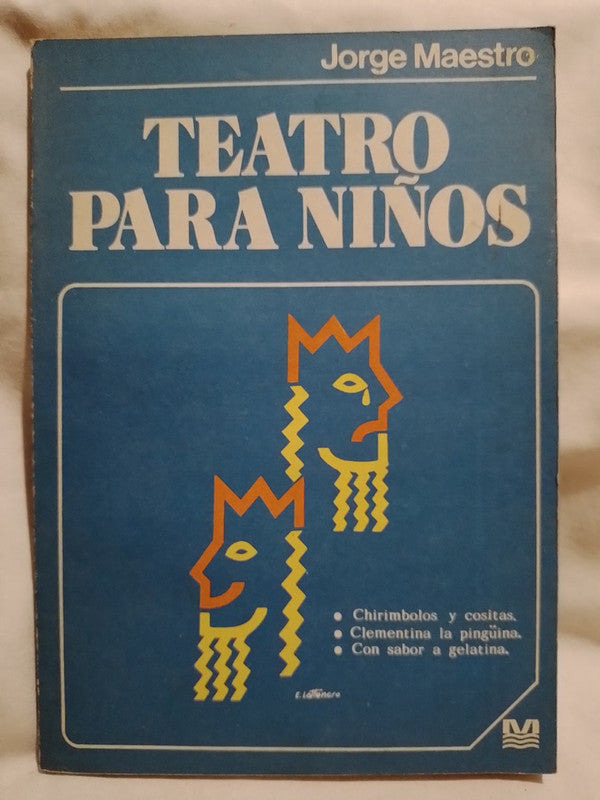 Jorge Maestro
TEATRO
PARA NIÑOS
• Chirimbolos y cositas.
• Clementina la pingüina.
• Con sabor a gelatina.